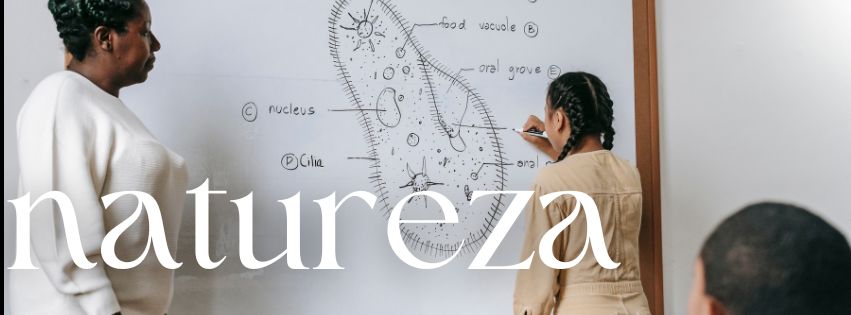 B
food vacuole B
oral grove E
C nucleus
D Cilia
oral
natureza